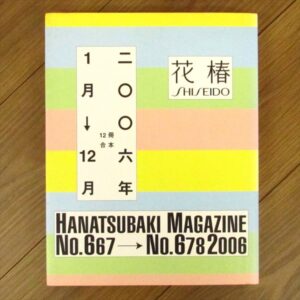 花椿
SHISEIDO
二〇〇六年
1月→12月
12冊
合本
HANATSUBAKI MAGAZINE
No.667→No.678 2006